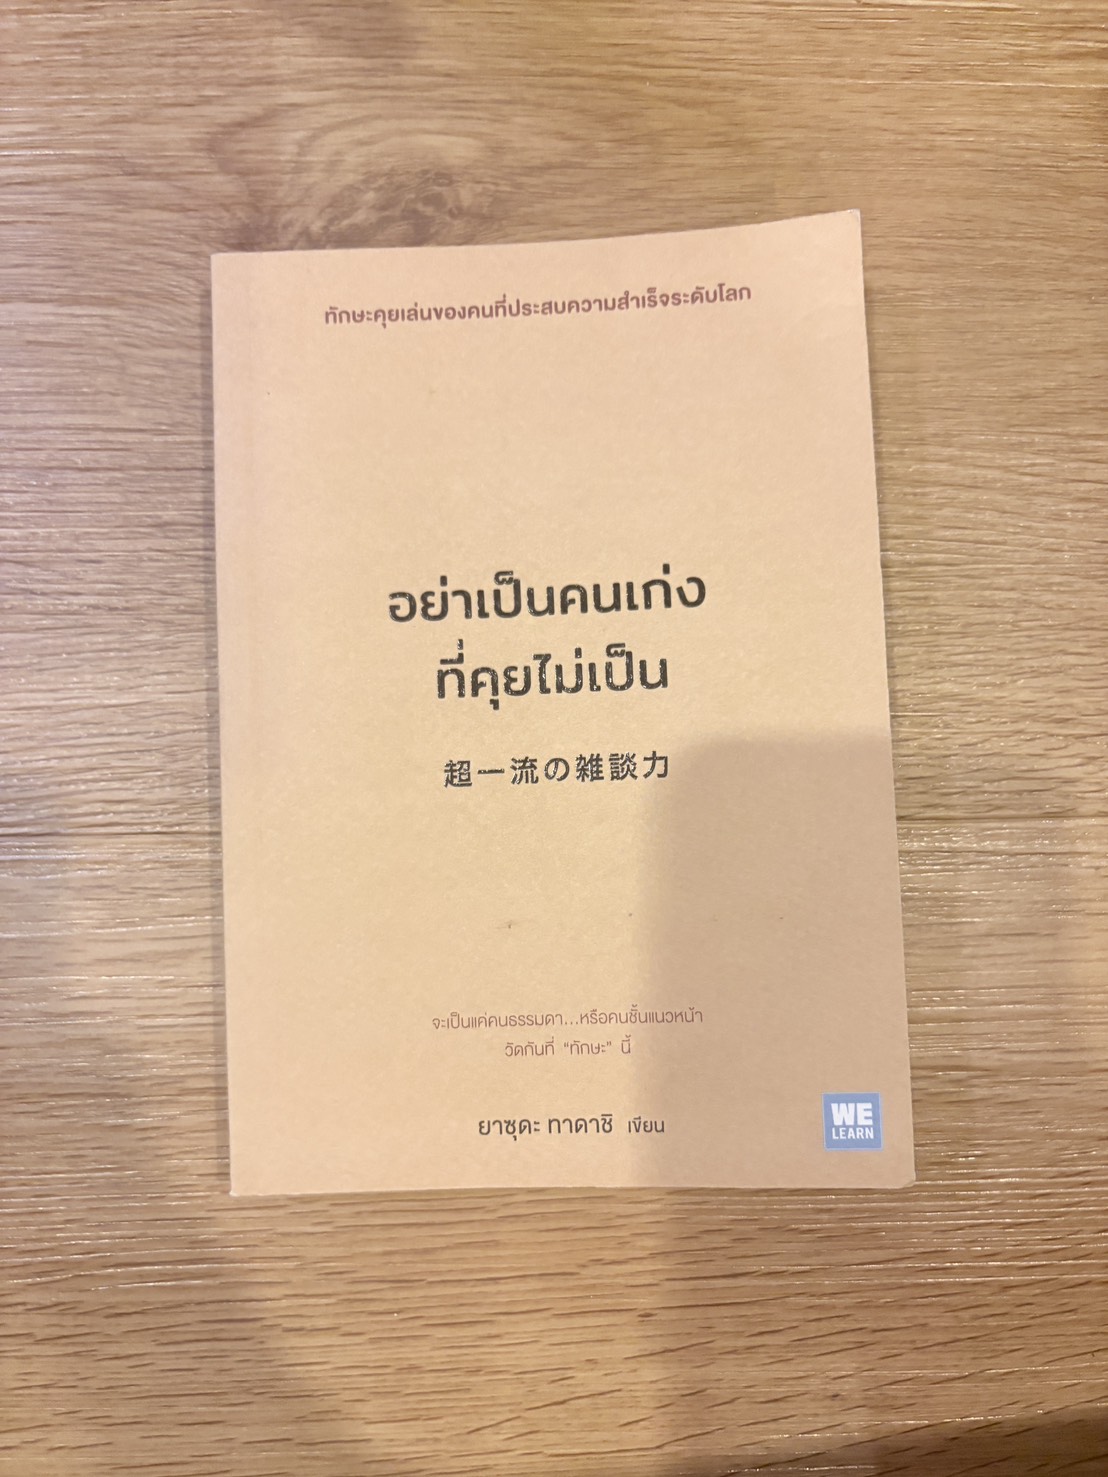 ทักษะคุยเล่นของคนที่ประสบความสำเร็จระดับโลก
อย่าเป็นคนเก่ง
ที่คุยไม่เป็น
超一流の雑談力
จะเป็นแค่คนธรรมดา...หรือคนชั้นแนวหน้า
วัดกันที่ “ทักษะ” นี้
ยาซุดะ ทาดาชิ เขียน
WE
LEARN